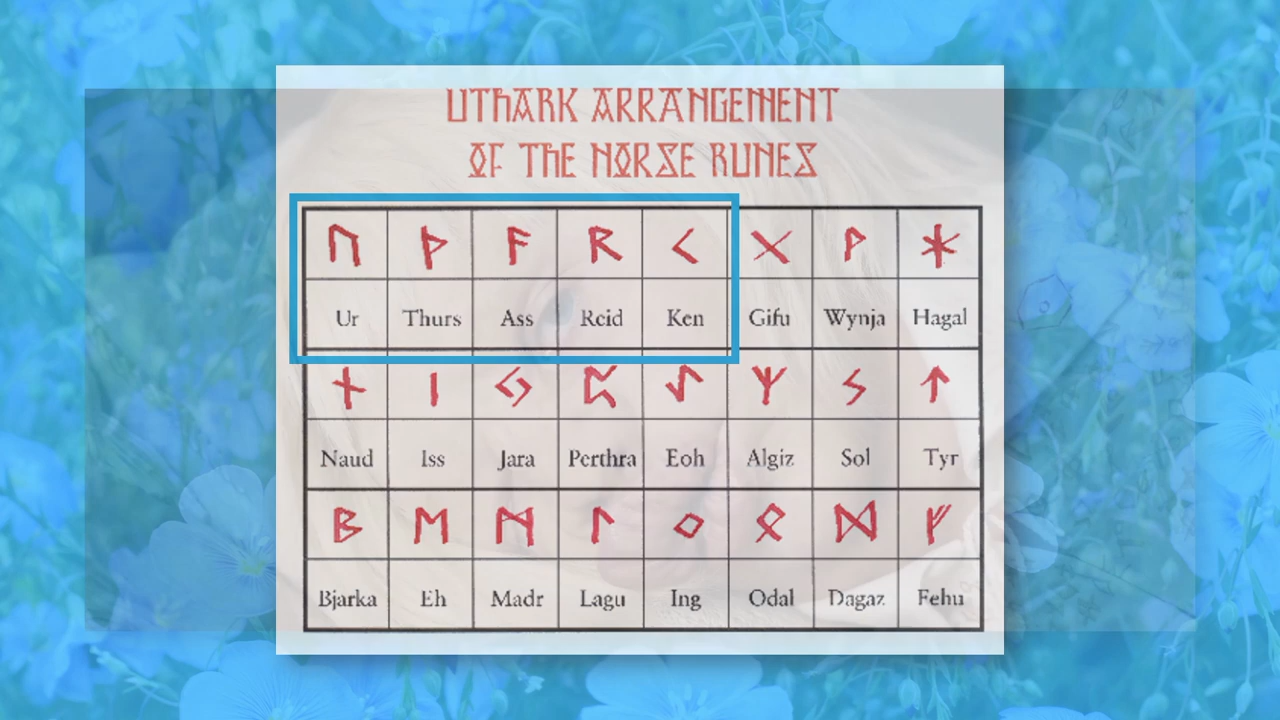 UTHARK ARRANGEMENT
OF THE NORSE RUNES
ᚢ ᚦ ᚨ ᚱ ᚲ ᚷ ᚹ ᚼ
Ur Thurs Ass Reid Ken Gifu Wynja Hagal
ᚾ ᛁ ᛃ ᛈ ᛇ ᛉ ᛊ ᛏ
Naud Iss Jara Perthra Eoh Algiz Sol Tyr
ᛒ ᛖ ᛗ ᛚ ᛜ ᛟ ᛞ ᚠ
Bjarka Eh Madr Lagu Ing Odal Dagaz Fehu